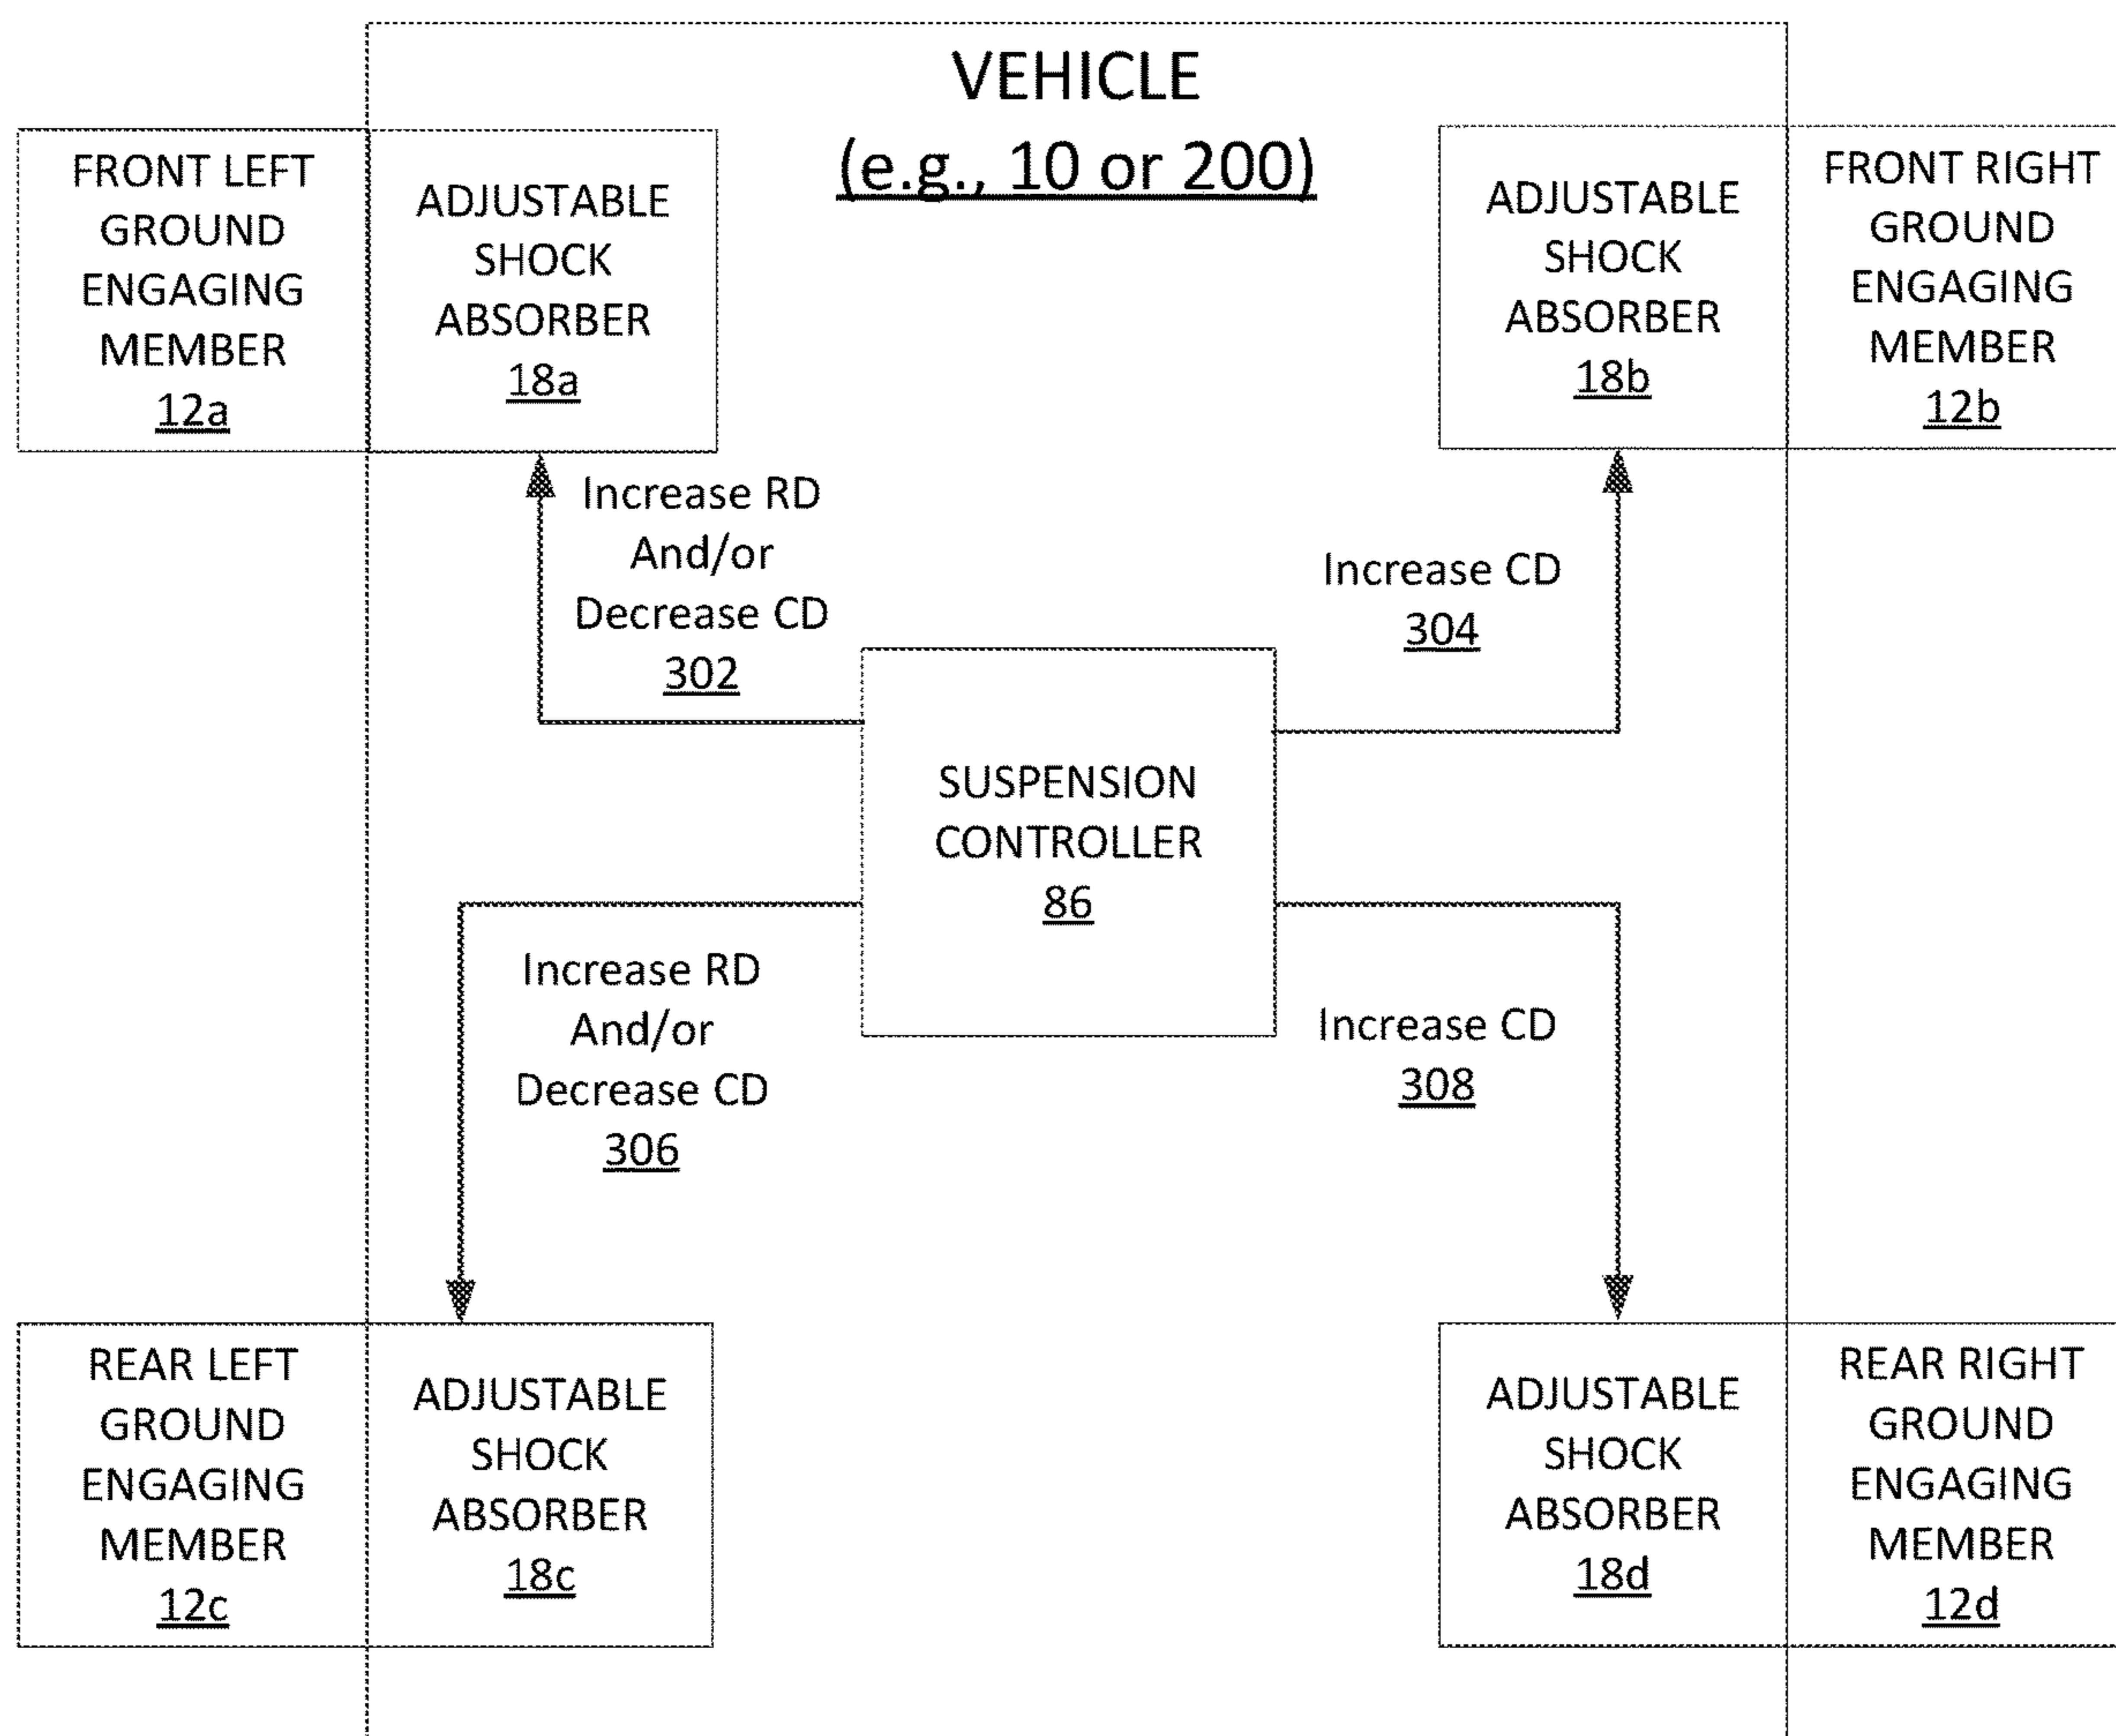 VEHICLE
(e.g., 10 or 200)
FRONT LEFT
GROUND
ENGAGING
MEMBER
12a
ADJUSTABLE
SHOCK
ABSORBER
18a
ADJUSTABLE
SHOCK
ABSORBER
18b
FRONT RIGHT
GROUND
ENGAGING
MEMBER
12b
Increase RD
And/or
Decrease CD
302
Increase CD
304
SUSPENSION
CONTROLLER
86
Increase RD
And/or
Decrease CD
306
Increase CD
308
REAR LEFT
GROUND
ENGAGING
MEMBER
12c
ADJUSTABLE
SHOCK
ABSORBER
18c
ADJUSTABLE
SHOCK
ABSORBER
18d
REAR RIGHT
GROUND
ENGAGING
MEMBER
12d